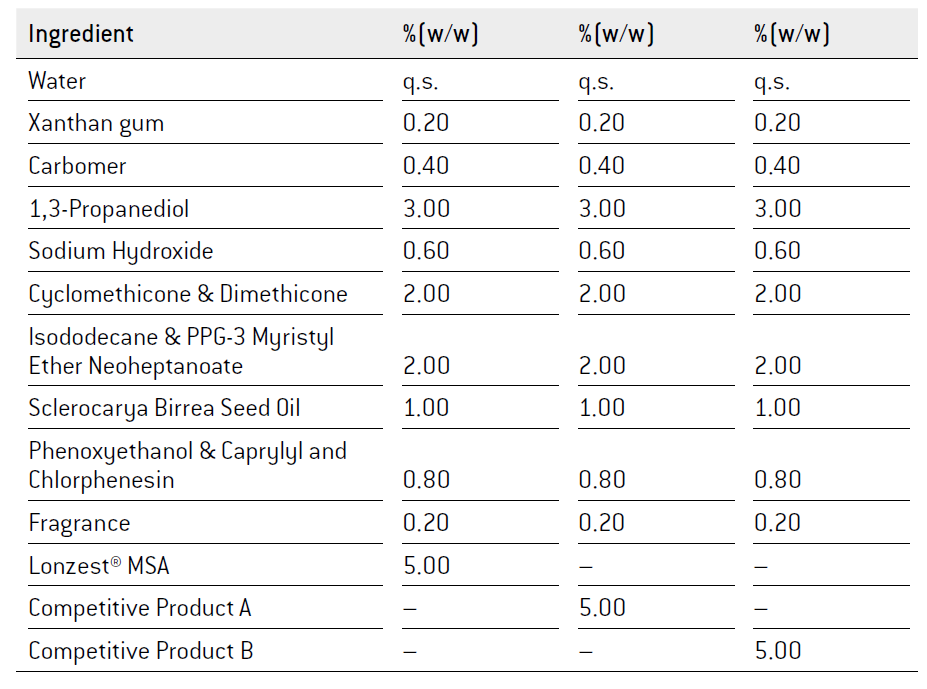 Ingredient %(w/w) %(w/w) %(w/w)
Water q.s. q.s. q.s.
Xanthan gum 0.20 0.20 0.20
Carbomer 0.40 0.40 0.40
1,3-Propanediol 3.00 3.00 3.00
Sodium Hydroxide 0.60 0.60 0.60
Cyclomethicone & Dimethicone 2.00 2.00 2.00
Isododecane & PPG-3 Myristyl
Ether Neoheptanoate 2.00 2.00 2.00
Sclerocarya Birrea Seed Oil 1.00 1.00 1.00
Phenoxyethanol & Caprylyl and
Chlorphenesin 0.80 0.80 0.80
Fragrance 0.20 0.20 0.20
Lonzest® MSA 5.00 – –
Competitive Product A – 5.00 –
Competitive Product B – – 5.00